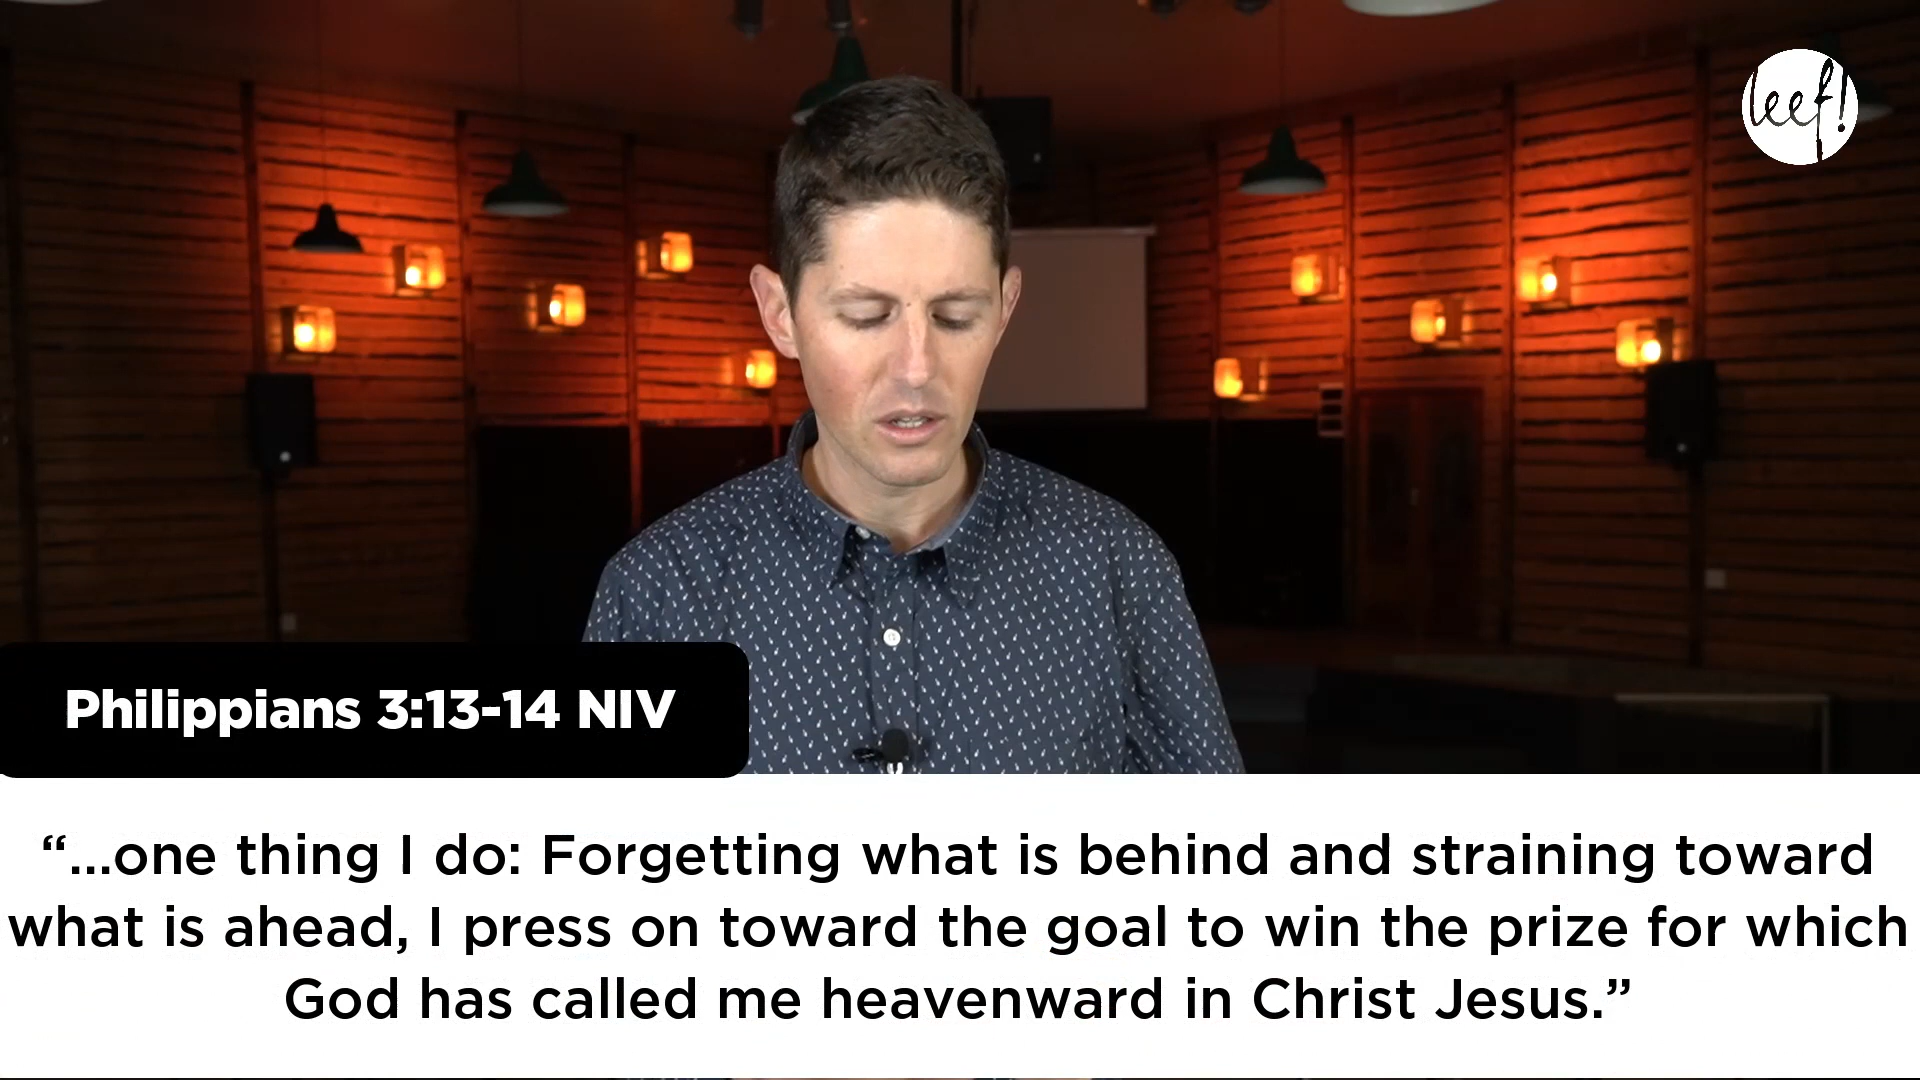 leef!
Philippians 3:13-14 NIV
“...one thing I do: Forgetting what is behind and straining toward
what is ahead, I press on toward the goal to win the prize for which
God has called me heavenward in Christ Jesus.”